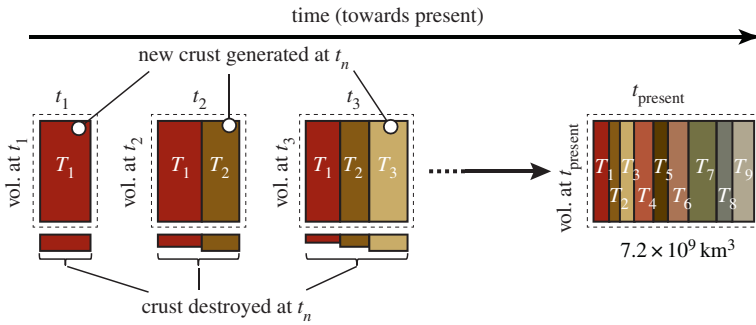 time (towards present)
new crust generated at tₙ
t₁
t₂
t₃
t_present
vol. at t₁
T₁
vol. at t₂
T₁ T₂
vol. at t₃
T₁ T₂ T₃
vol. at t_present
T₁ T₃ T₅ T₇ T₉
T₂ T₄ T₆ T₈
7.2 × 10⁹ km³
crust destroyed at tₙ